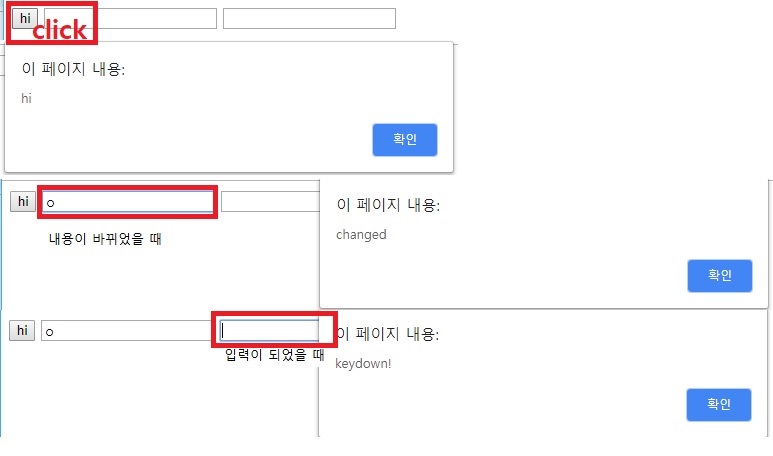 hi
click
이 페이지 내용:
hi
확인
hi
ㅇ
내용이 바뀌었을 때
이 페이지 내용:
changed
확인
hi
ㅇ
입력이 되었을 때
이 페이지 내용:
keydown!
확인